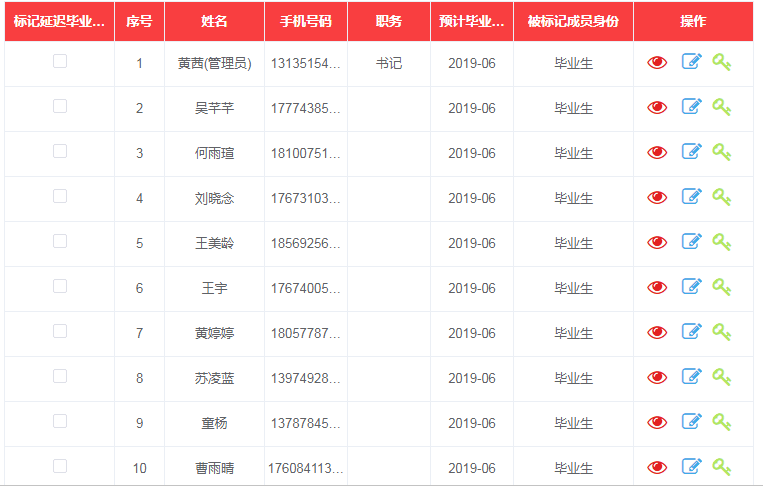 标记延迟毕业... 序号 姓名 手机号码 职务 预计毕业... 被标记成员身份 操作
1 黄茜(管理员) 13135154... 书记 2019-06 毕业生
2 吴芊芊 17774385... 2019-06 毕业生
3 何雨瑄 18100751... 2019-06 毕业生
4 刘晓念 17673103... 2019-06 毕业生
5 王美龄 18569256... 2019-06 毕业生
6 王宇 17674005... 2019-06 毕业生
7 黄婷婷 18057787... 2019-06 毕业生
8 苏凌蓝 13974928... 2019-06 毕业生
9 童杨 13787845... 2019-06 毕业生
10 曹雨晴 176084113... 2019-06 毕业生